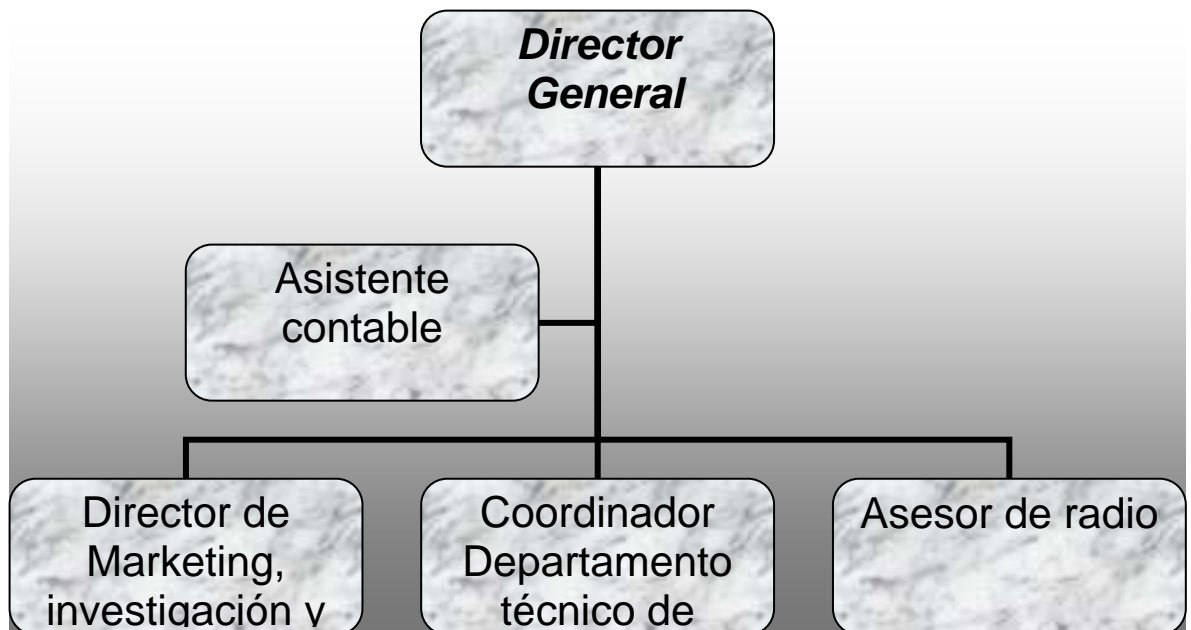 Director
General
Asistente
contable
Director de
Marketing,
investigación y
Coordinador
Departamento
técnico de
Asesor de radio